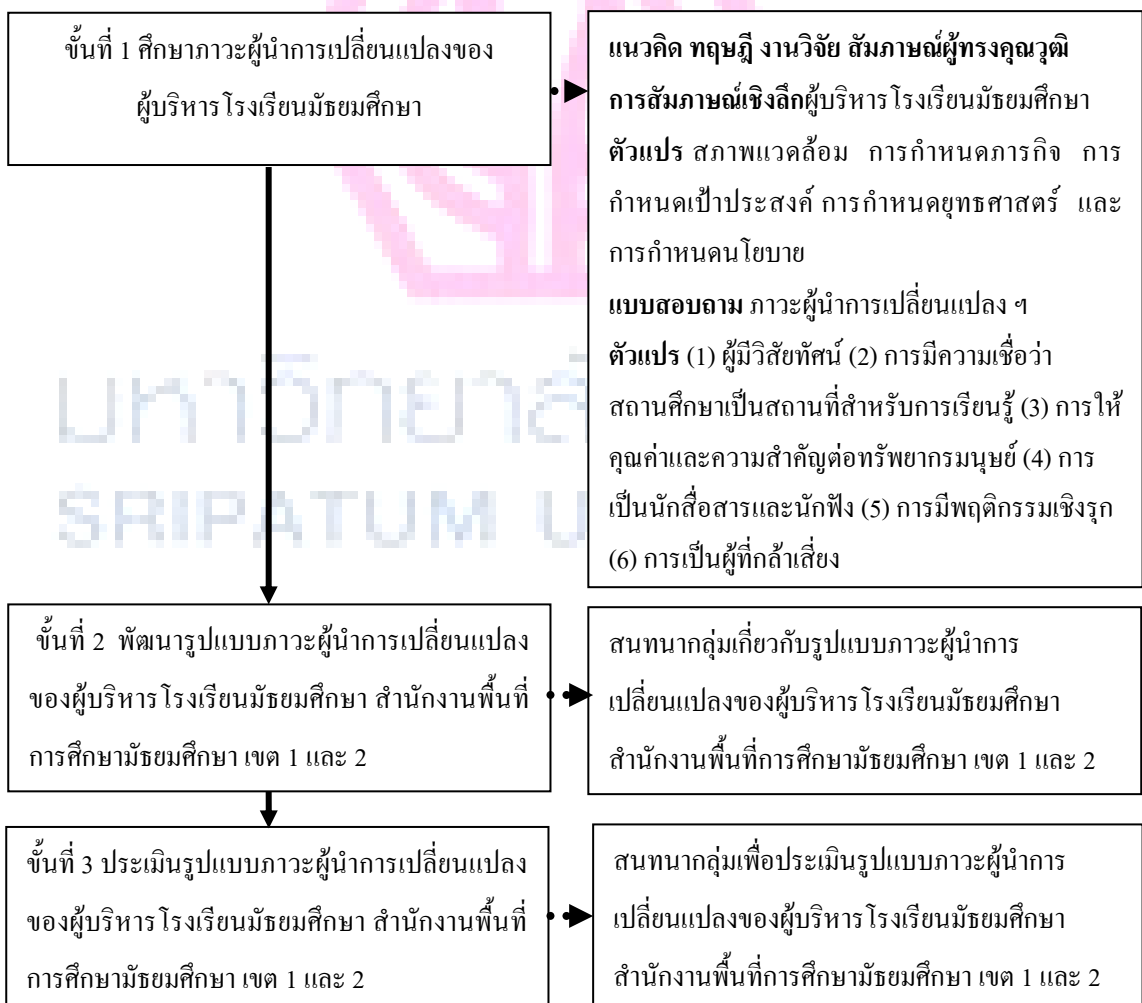 ขั้นที่ 1 ศึกษาภาวะผู้นำการเปลี่ยนแปลงของ
ผู้บริหารโรงเรียนมัธยมศึกษา
แนวคิด ทฤษฎี งานวิจัย สัมภาษณ์ผู้ทรงคุณวุฒิ
การสัมภาษณ์เชิงลึกผู้บริหารโรงเรียนมัธยมศึกษา
ตัวแปร สภาพแวดล้อม การกำหนดภารกิจ การ
กำหนดเป้าประสงค์ การกำหนดยุทธศาสตร์ และ
การกำหนดนโยบาย
แบบสอบถาม ภาวะผู้นำการเปลี่ยนแปลง ฯ
ตัวแปร (1) ผู้มีวิสัยทัศน์ (2) การมีความเชื่อว่า
สถานศึกษาเป็นสถานที่สำหรับการเรียนรู้ (3) การให้
คุณค่าและความสำคัญต่อทรัพยากรมนุษย์ (4) การ
เป็นนักสื่อสารและนักฟัง (5) การมีพฤติกรรมเชิงรุก
(6) การเป็นผู้ที่กล้าเสี่ยง
SRIPATUM U
ขั้นที่ 2 พัฒนารูปแบบภาวะผู้นำการเปลี่ยนแปลง
ของผู้บริหารโรงเรียนมัธยมศึกษา สำนักงานพื้นที่
การศึกษามัธยมศึกษา เขต 1 และ 2
สนทนากลุ่มเกี่ยวกับรูปแบบภาวะผู้นำการ
เปลี่ยนแปลงของผู้บริหารโรงเรียนมัธยมศึกษา
สำนักงานพื้นที่การศึกษามัธยมศึกษา เขต 1 และ 2
ขั้นที่ 3 ประเมินรูปแบบภาวะผู้นำการเปลี่ยนแปลง
ของผู้บริหารโรงเรียนมัธยมศึกษา สำนักงานพื้นที่
การศึกษามัธยมศึกษา เขต 1 และ 2
สนทนากลุ่มเพื่อประเมินรูปแบบภาวะผู้นำการ
เปลี่ยนแปลงของผู้บริหารโรงเรียนมัธยมศึกษา
สำนักงานพื้นที่การศึกษามัธยมศึกษา เขต 1 และ 2